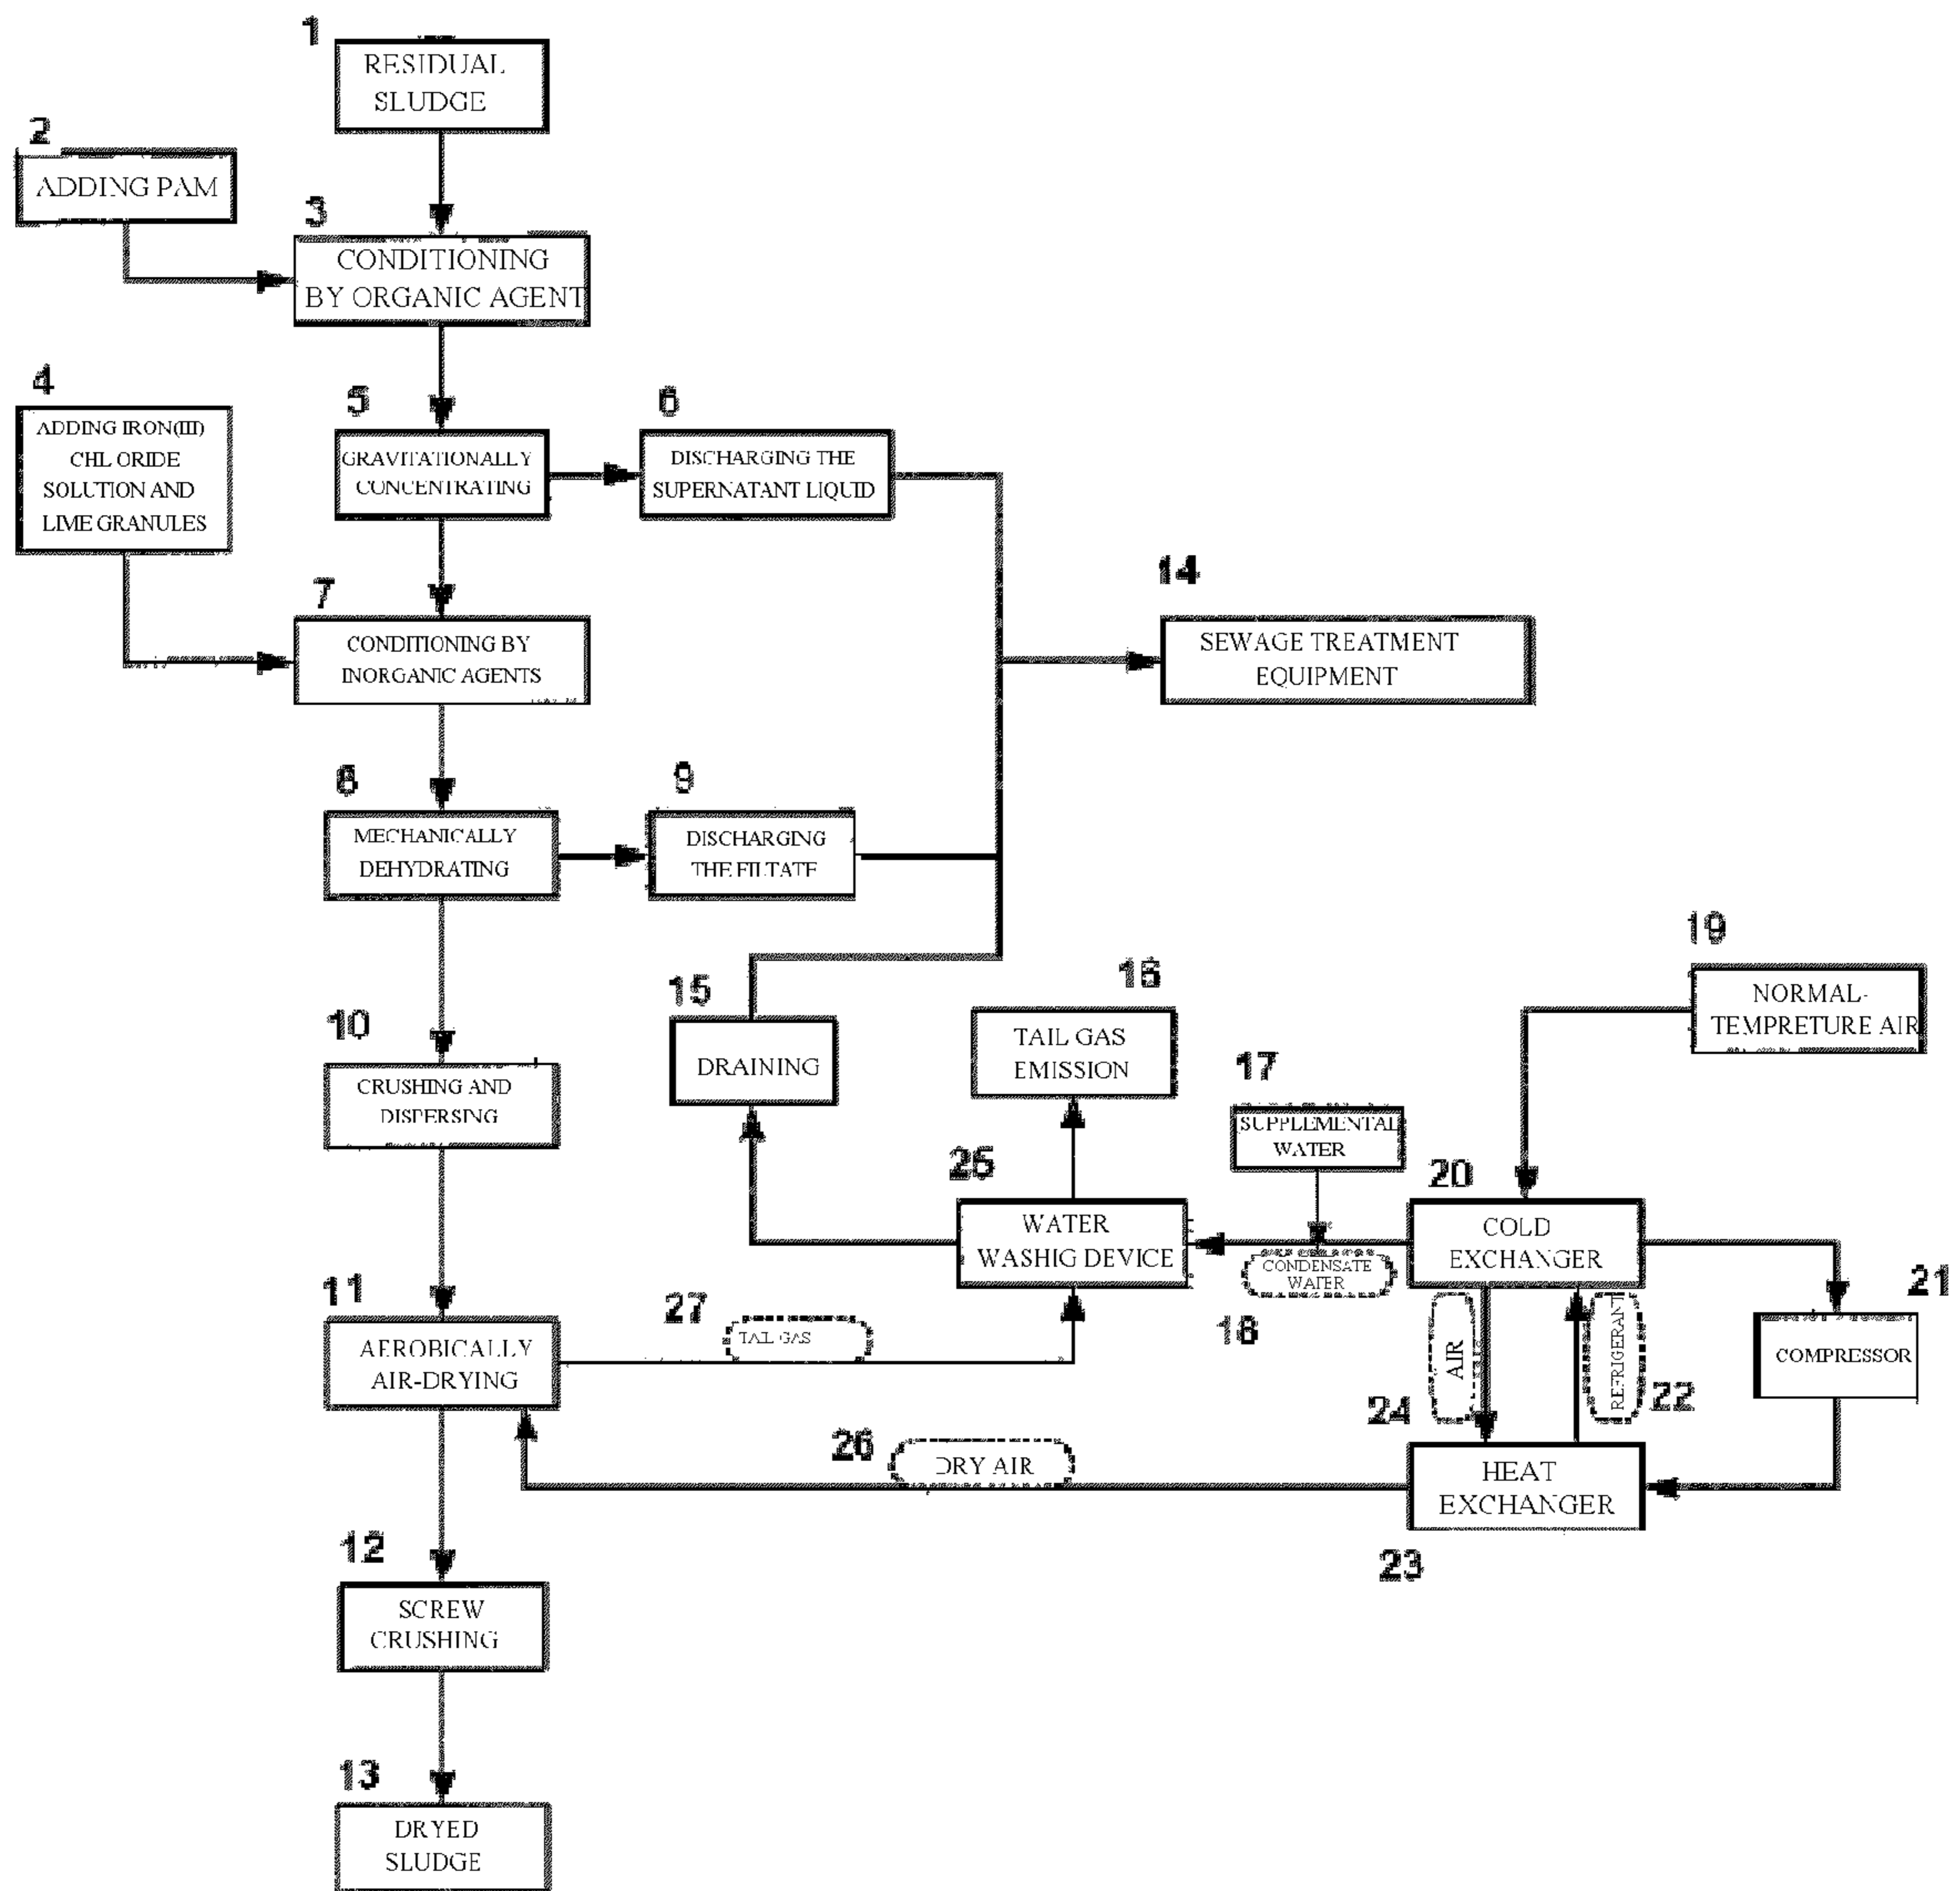 1
RESIDUAL
SLUDGE
2
ADDING PAM
3
CONDITIONING
BY ORGANIC AGENT
4
ADDING IRON(III)
CHLORIDE
SOLUTION AND
LIME GRANULES
5
GRAVITATIONALLY
CONCENTRATING
6
DISCHARGING THE
SUPERNATANT LIQUID
7
CONDITIONING BY
INORGANIC AGENTS
14
SEWAGE TREATMENT
EQUIPMENT
8
MECHANICALLY
DEHYDRATING
9
DISCHARGING
THE FILTATE
10
CRUSHING AND
DISPERSING
15
DRAINING
16
TAIL GAS
EMISSION
17
SUPPLEMENTAL
WATER
19
NORMAL-
TEMPRETURE AIR
20
COLD
EXCHANGER
25
WATER
WASHIG DEVICE
CONDENSATE
WATER
18
21
COMPRESSOR
11
AEROBICALLY
AIR-DRYING
27
TAIL GAS
AIR
24
REFRIGERANT
22
26
DRY AIR
HEAT
EXCHANGER
23
12
SCREW
CRUSHING
13
DRYED
SLUDGE